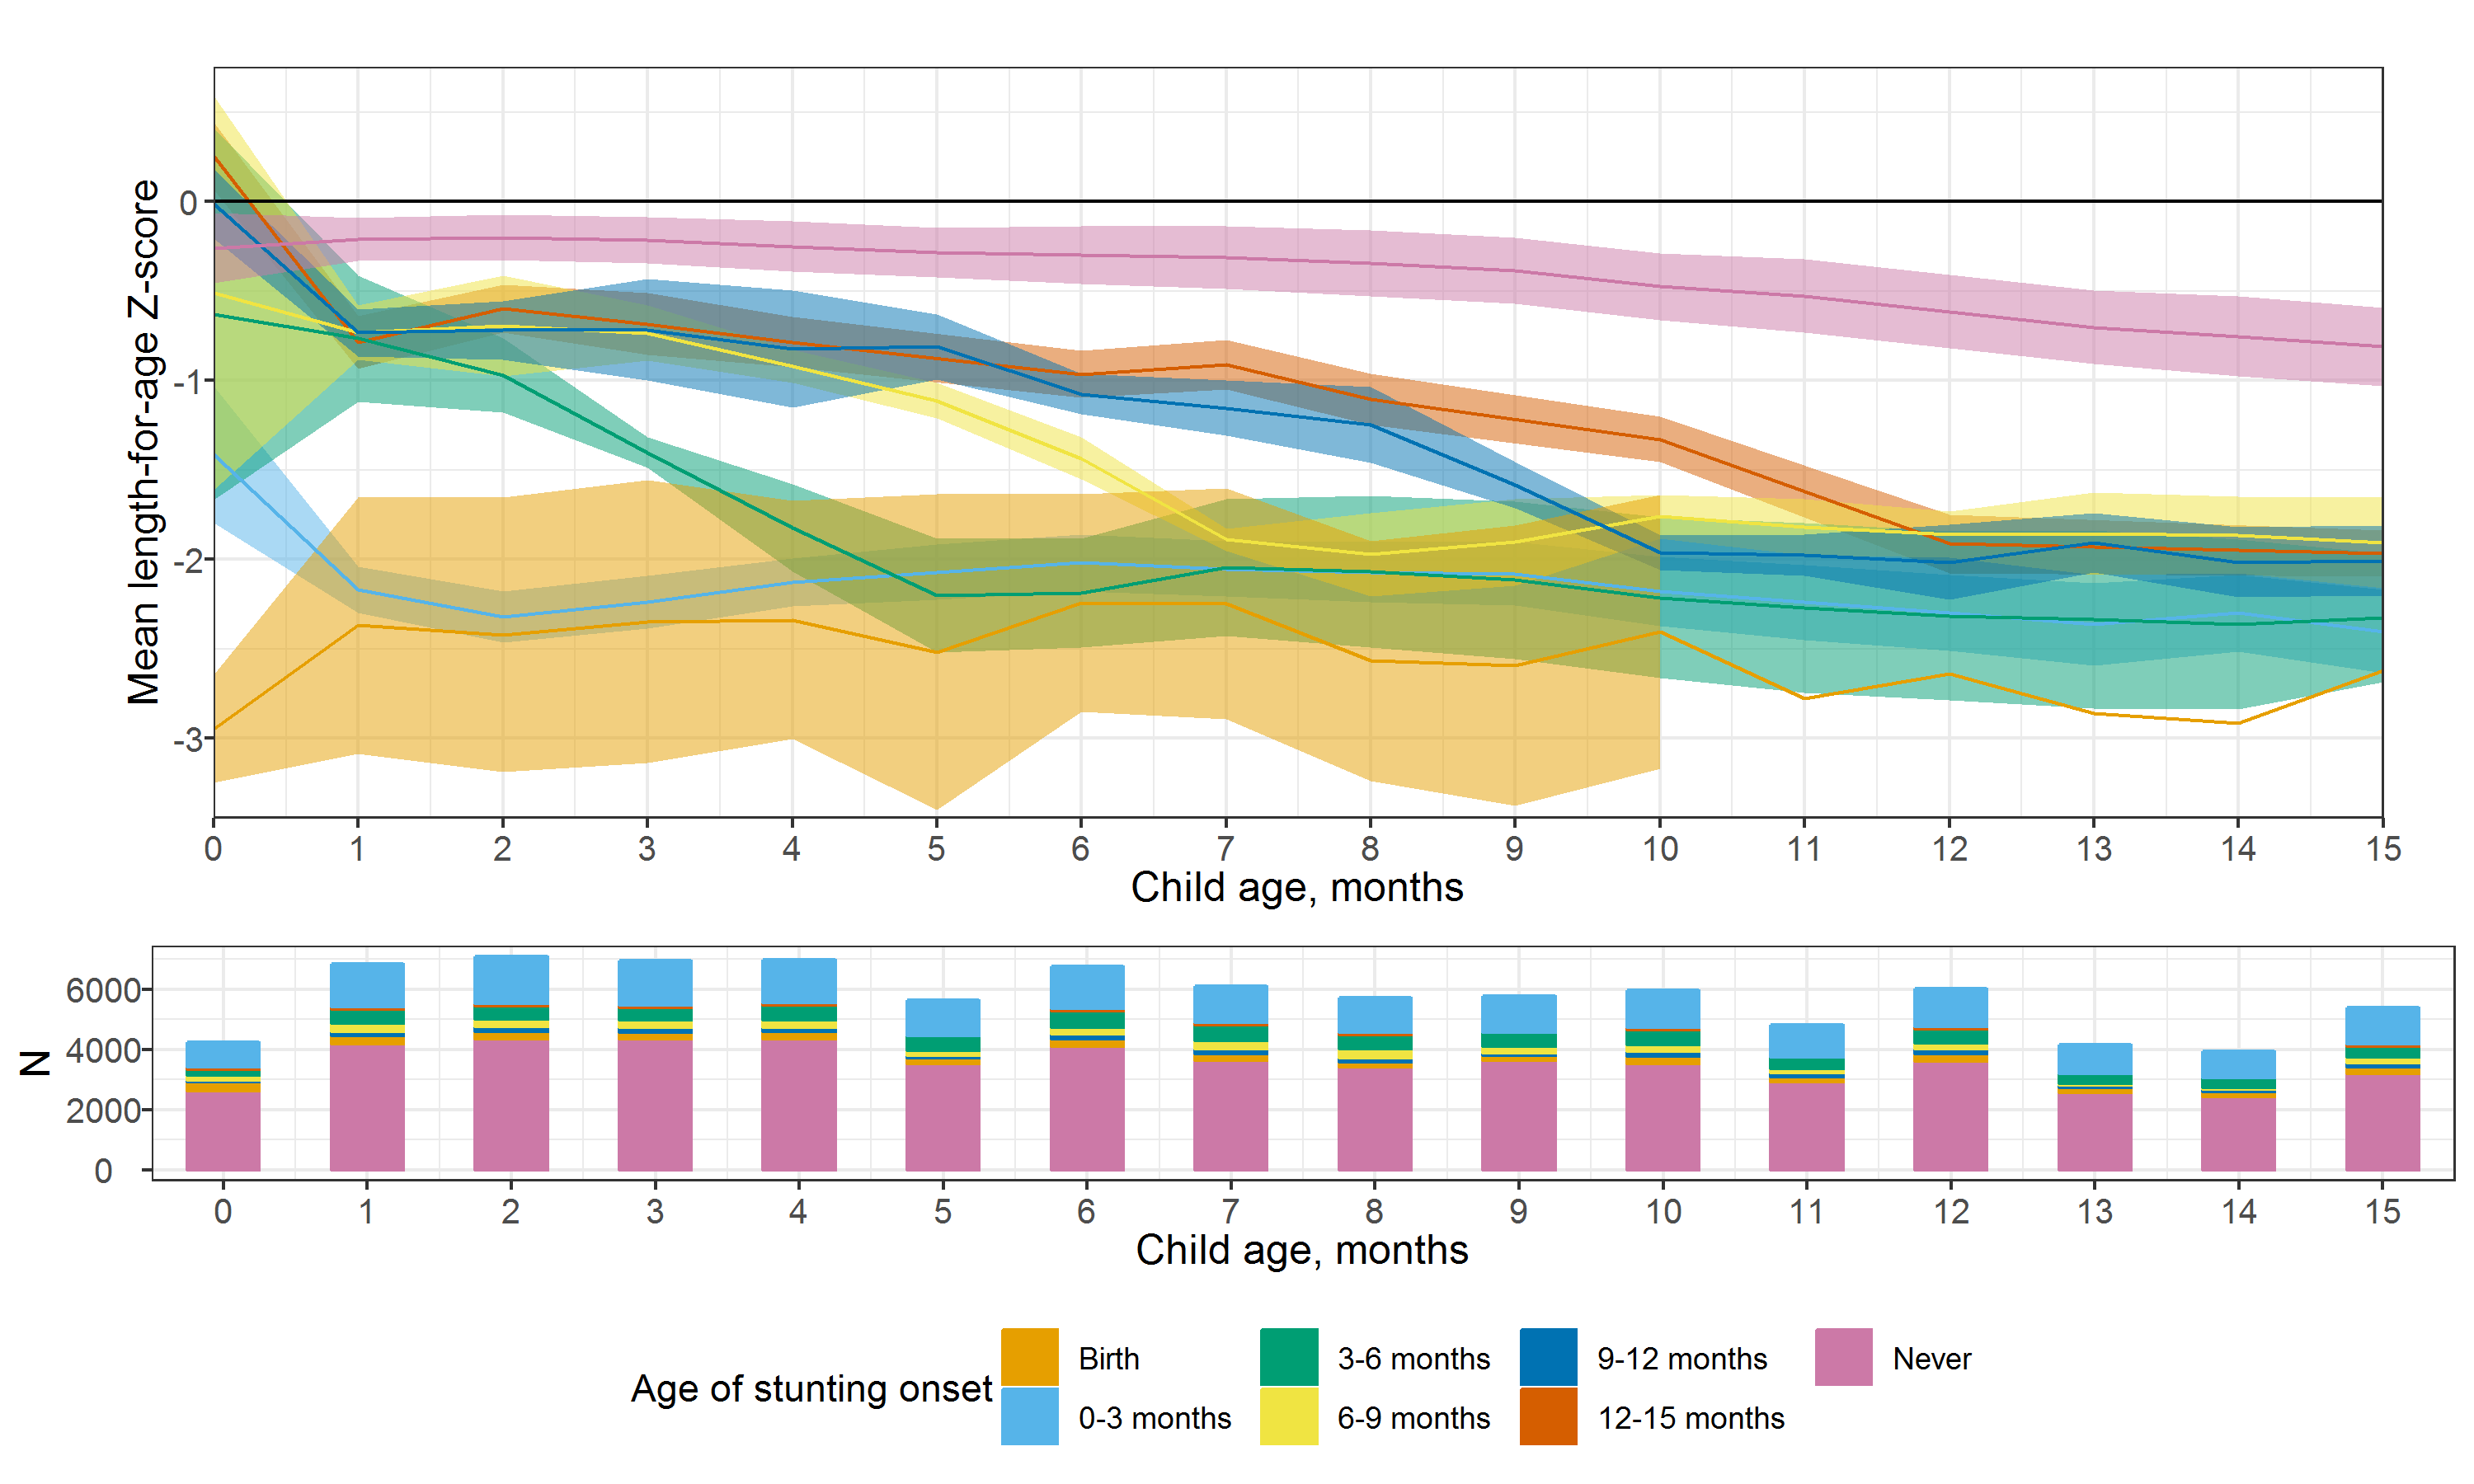 Mean length-for-age Z-score
0
-1
-2
-3
0 1 2 3 4 5 6 7 8 9 10 11 12 13 14 15
Child age, months
N
6000
4000
2000
0
0 1 2 3 4 5 6 7 8 9 10 11 12 13 14 15
Child age, months
Age of stunting onset
Birth 3-6 months 9-12 months Never
0-3 months 6-9 months 12-15 months